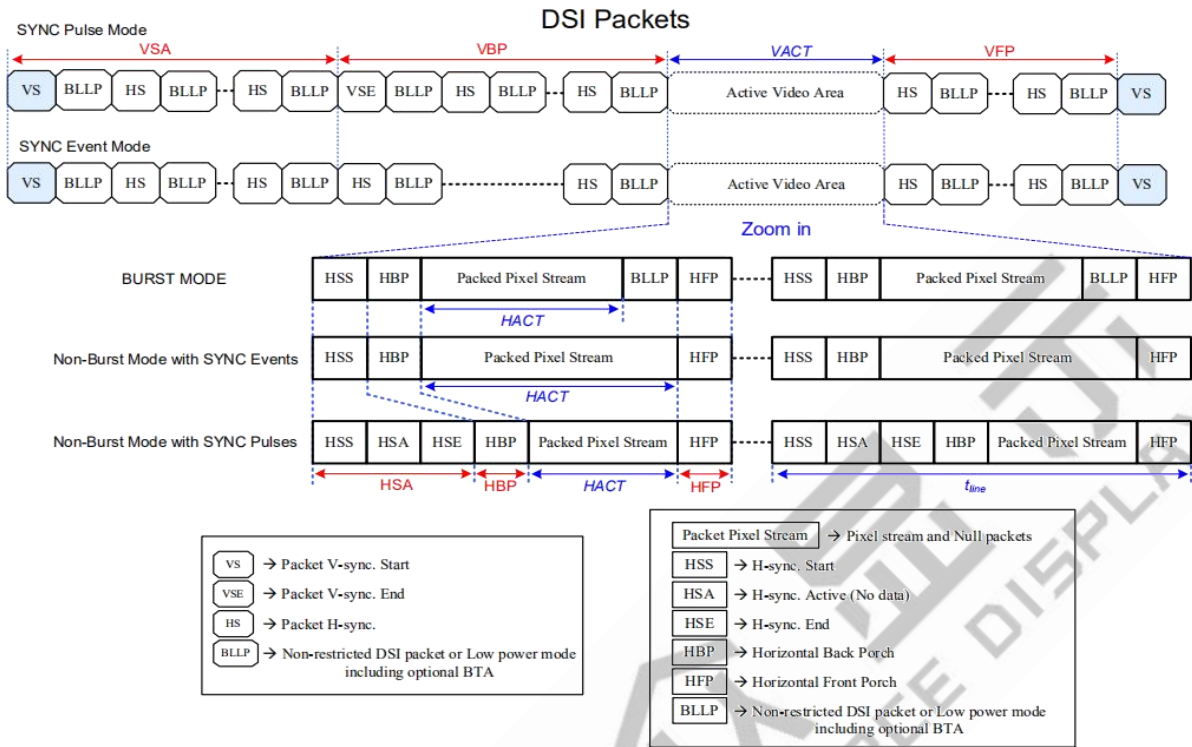 DSI Packets
SYNC Pulse Mode
VSA VBP VACT VFP
VS BLLP HS BLLP HS BLLP VSE BLLP HS BLLP HS BLLP Active Video Area HS BLLP HS BLLP VS
SYNC Event Mode
VS BLLP HS BLLP HS BLLP HS BLLP HS BLLP Active Video Area HS BLLP HS BLLP VS
Zoom in
BURST MODE HSS HBP Packed Pixel Stream BLLP HFP HSS HBP Packed Pixel Stream BLLP HFP
HACT
Non-Burst Mode with SYNC Events HSS HBP Packed Pixel Stream HFP HSS HBP Packed Pixel Stream HFP
HACT
Non-Burst Mode with SYNC Pulses HSS HSA HSE HBP Packed Pixel Stream HFP HSS HSA HSE HBP Packed Pixel Stream HFP
HSA HBP HACT HFP tline
VS → Packet V-sync. Start
VSE → Packet V-sync. End
HS → Packet H-sync.
BLLP → Non-restricted DSI packet or Low power mode
including optional BTA
Packet Pixel Stream → Pixel stream and Null packets
HSS → H-sync. Start
HSA → H-sync. Active (No data)
HSE → H-sync. End
HBP → Horizontal Back Porch
HFP → Horizontal Front Porch
BLLP → Non-restricted DSI packet or Low power mode
including optional BTA
DISPLAY